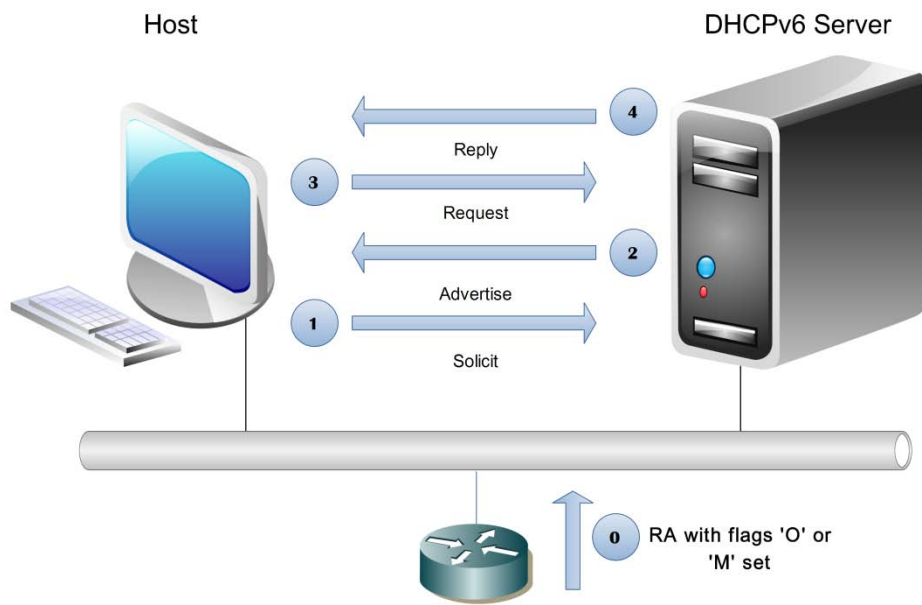 Host
DHCPv6 Server
4
Reply
3
Request
2
Advertise
1
Solicit
0
RA with flags 'O' or
'M' set